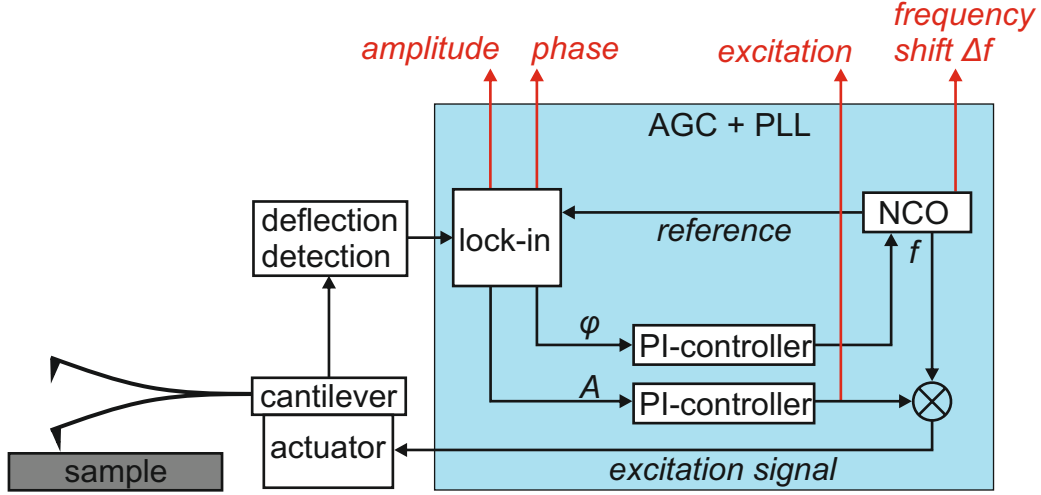 amplitude
phase
excitation
frequency
shift Δf
AGC + PLL
deflection
detection
lock-in
reference
NCO
f
φ
PI-controller
A
PI-controller
cantilever
actuator
sample
excitation signal